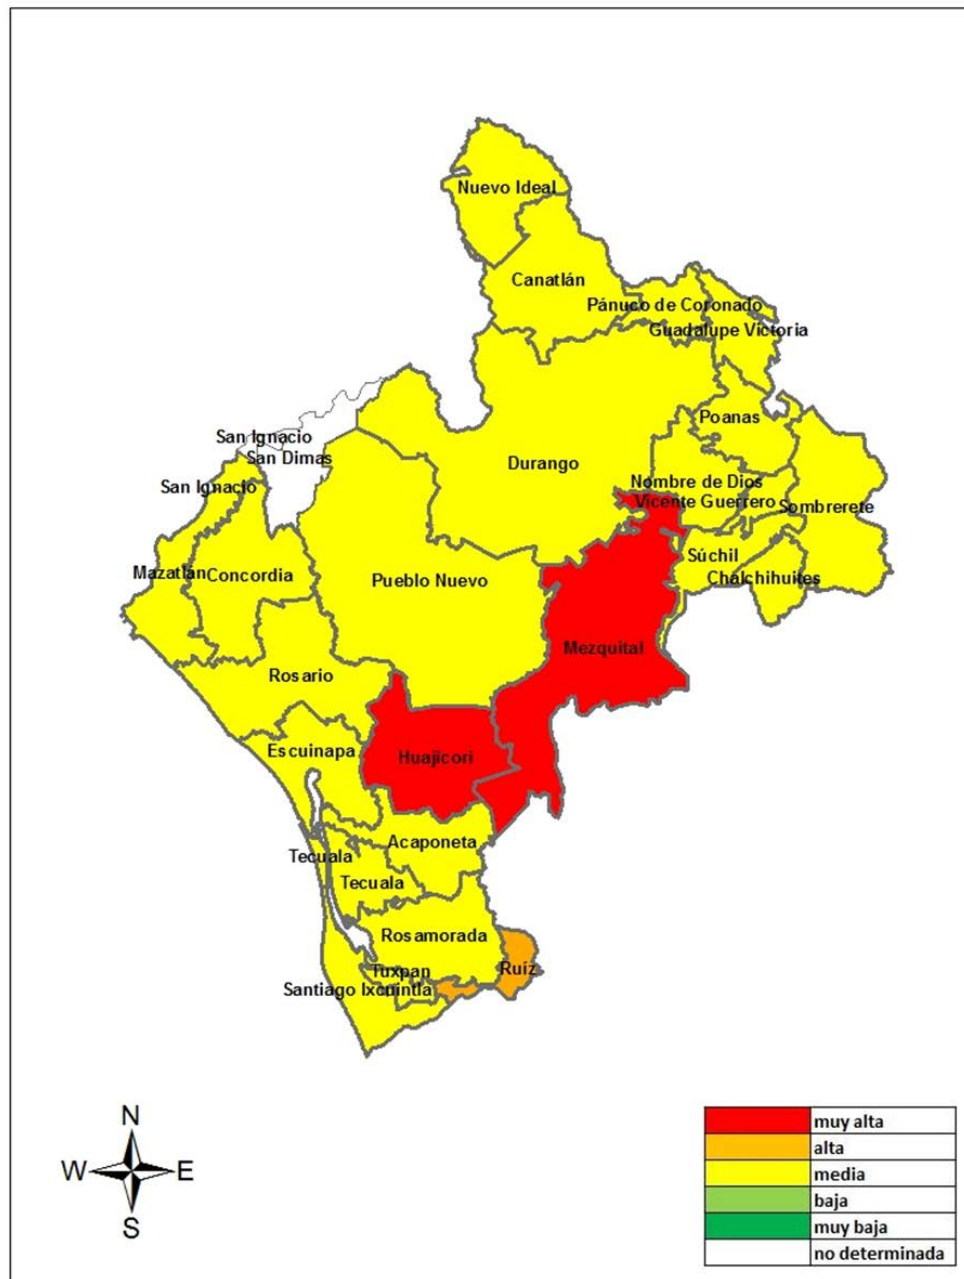 Nuevo Ideal
Canatlán
Pánuco de Coronado
Guadalupe Victoria
Poanas
San Ignacio
San Dimas
Durango
San Ignacio
Nombre de Dios
Vicente Guerrero
Sombrerete
Súchil
Mazatlán
Concordia
Pueblo Nuevo
Chalchihuites
Mezquital
Rosario
Escuinapa
Huajicori
Acaponeta
Tecuala
Tecuala
Rosamorada
Tuxpan
Ruíz
Santiago Ixcuintla
N
W
E
S
muy alta
alta
media
baja
muy baja
no determinada